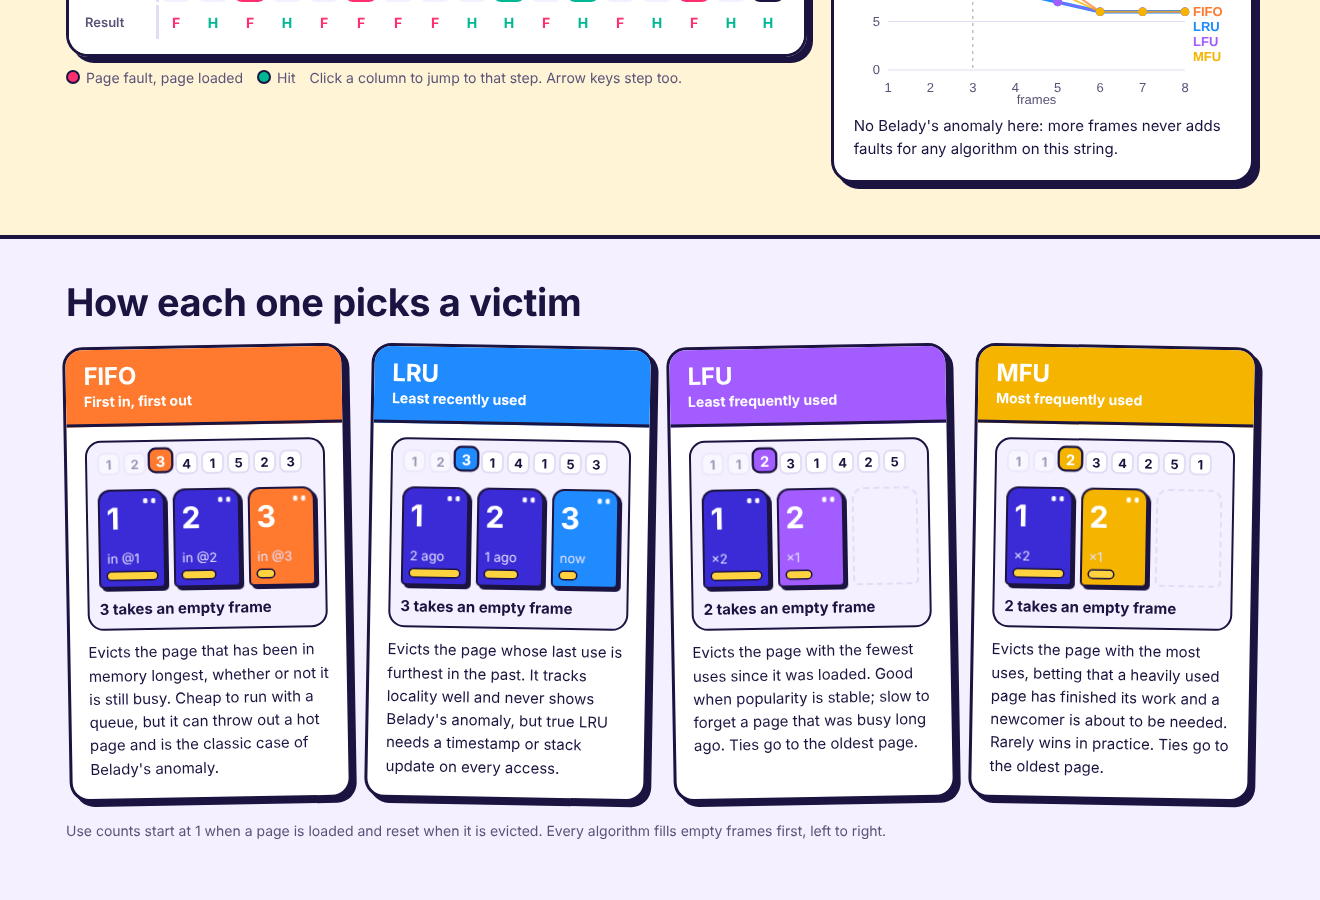 Result F H F H F F F F H H F H F H F H H
Page fault, page loaded Hit Click a column to jump to that step. Arrow keys step too.
5
0
FIFO
LRU
LFU
MFU
1 2 3 4 5 6 7 8
frames
No Belady's anomaly here: more frames never adds
faults for any algorithm on this string.
How each one picks a victim
FIFO
First in, first out
1 2 3 4 1 5 2 3
1 2 3
in @1 in @2 in @3
3 takes an empty frame
Evicts the page that has been in
memory longest, whether or not it
is still busy. Cheap to run with a
queue, but it can throw out a hot
page and is the classic case of
Belady's anomaly.
LRU
Least recently used
1 2 3 1 4 1 5 3
1 2 3
2 ago 1 ago now
3 takes an empty frame
Evicts the page whose last use is
furthest in the past. It tracks
locality well and never shows
Belady's anomaly, but true LRU
needs a timestamp or stack
update on every access.
LFU
Least frequently used
1 1 2 3 1 4 2 5
1 2
×2 ×1
2 takes an empty frame
Evicts the page with the fewest
uses since it was loaded. Good
when popularity is stable; slow to
forget a page that was busy long
ago. Ties go to the oldest page.
MFU
Most frequently used
1 1 2 3 4 2 5 1
1 2
×2 ×1
2 takes an empty frame
Evicts the page with the most
uses, betting that a heavily used
page has finished its work and a
newcomer is about to be needed.
Rarely wins in practice. Ties go to
the oldest page.
Use counts start at 1 when a page is loaded and reset when it is evicted. Every algorithm fills empty frames first, left to right.